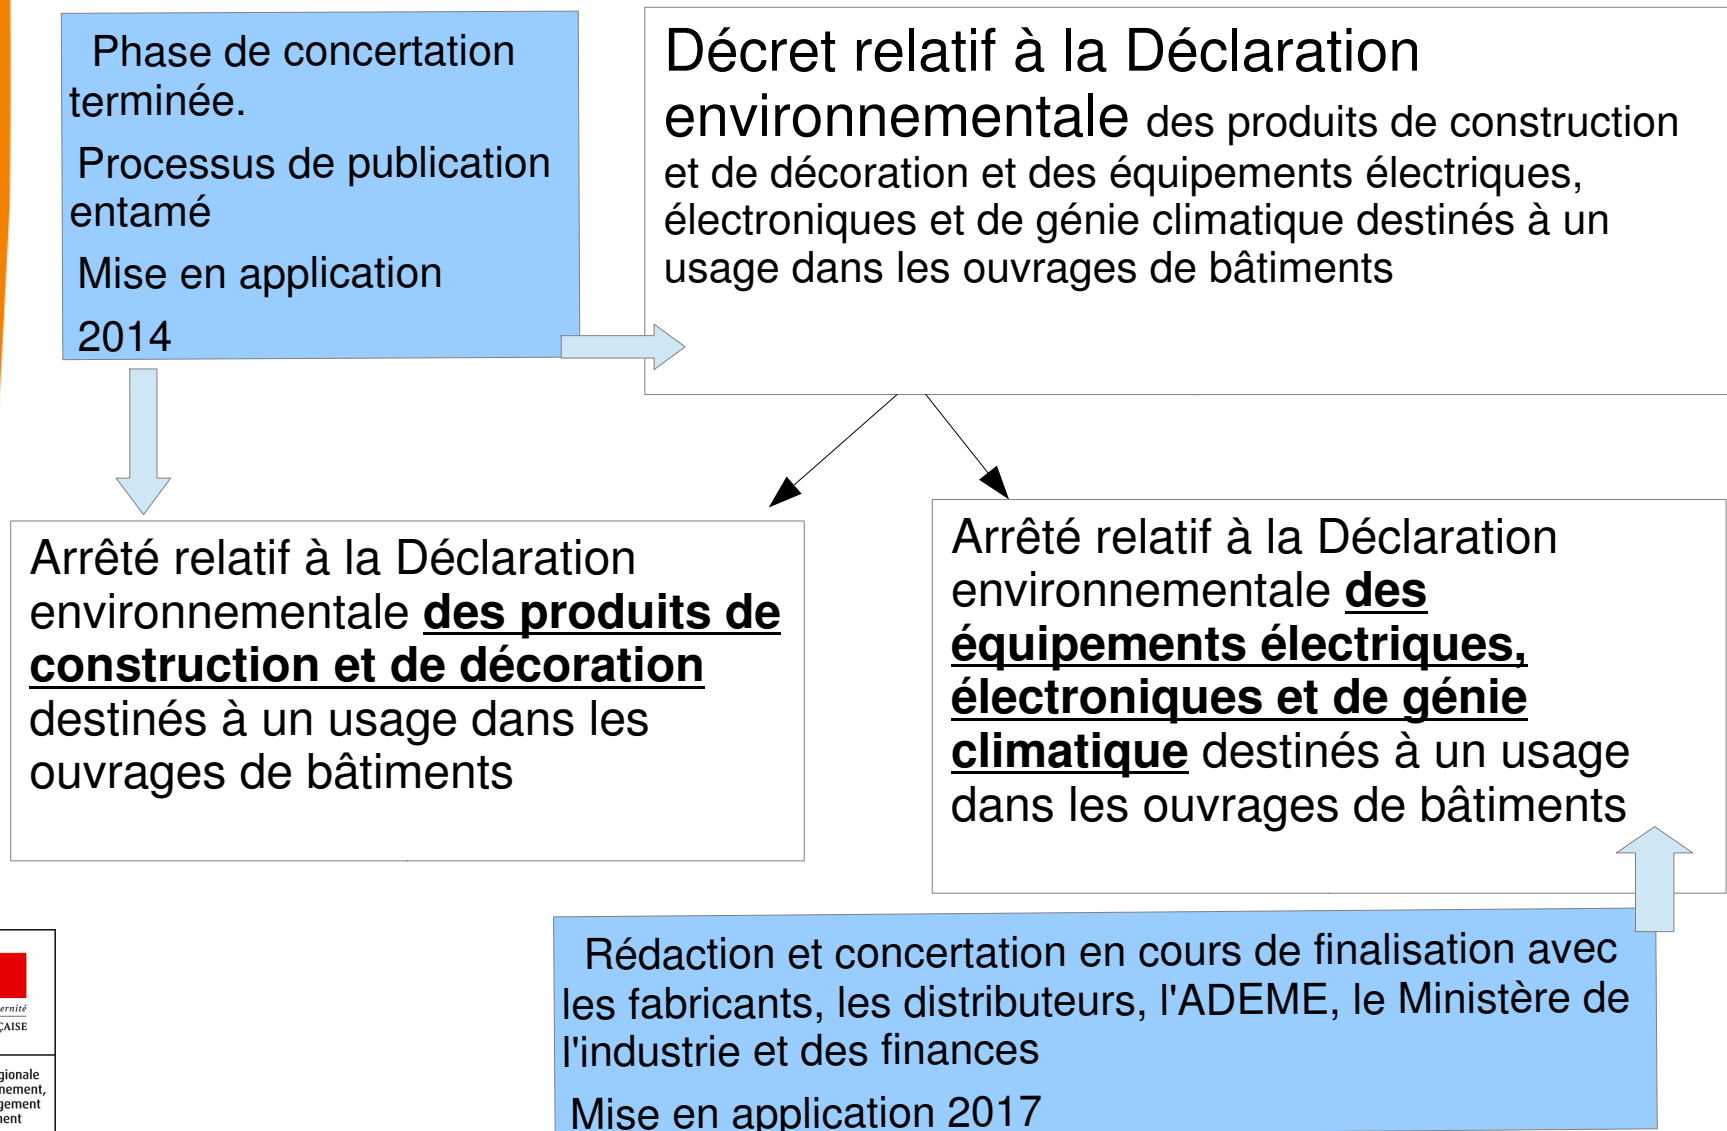 Phase de concertation
terminée.
Processus de publication
entamé
Mise en application
2014
Décret relatif à la Déclaration
environnementale des produits de construction
et de décoration et des équipements électriques,
électroniques et de génie climatique destinés à un
usage dans les ouvrages de bâtiments
Arrêté relatif à la Déclaration
environnementale des produits de
construction et de décoration
destinés à un usage dans les
ouvrages de bâtiments
Arrêté relatif à la Déclaration
environnementale des
équipements électriques,
électroniques et de génie
climatique destinés à un usage
dans les ouvrages de bâtiments
Rédaction et concertation en cours de finalisation avec
les fabricants, les distributeurs, l'ADEME, le Ministère de
l'industrie et des finances
Mise en application 2017